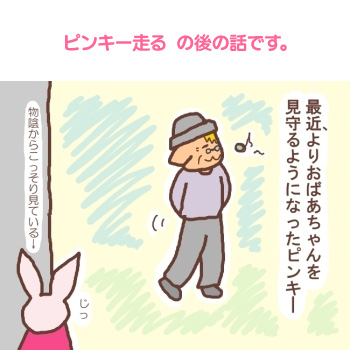 ピンキー走る の後の話です。
最近、よりおばあちゃんを
見守るようになったピンキー
♪〜
物陰からこっそり見ている→
じっ